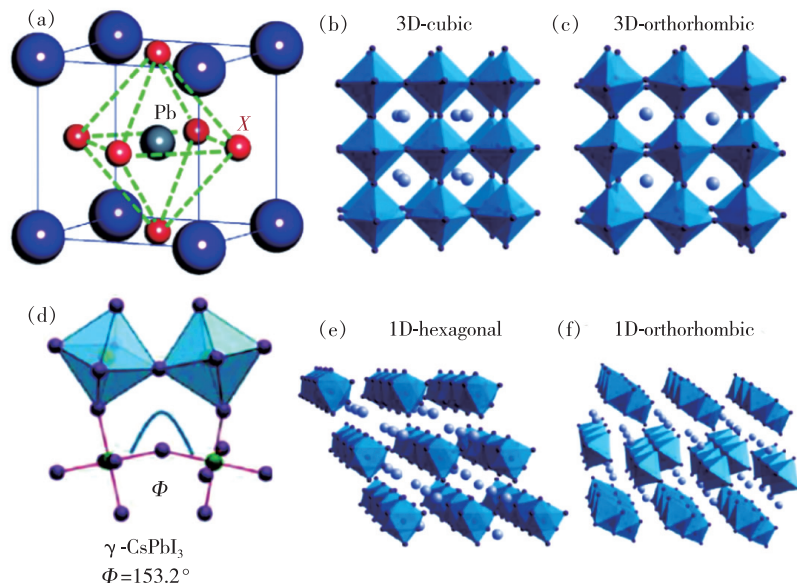 (a)
Pb
X
(b)
3D-cubic
(c)
3D-orthorhombic
(d)
Φ
γ-CsPbI₃
Φ=153.2°
(e)
1D-hexagonal
(f)
1D-orthorhombic